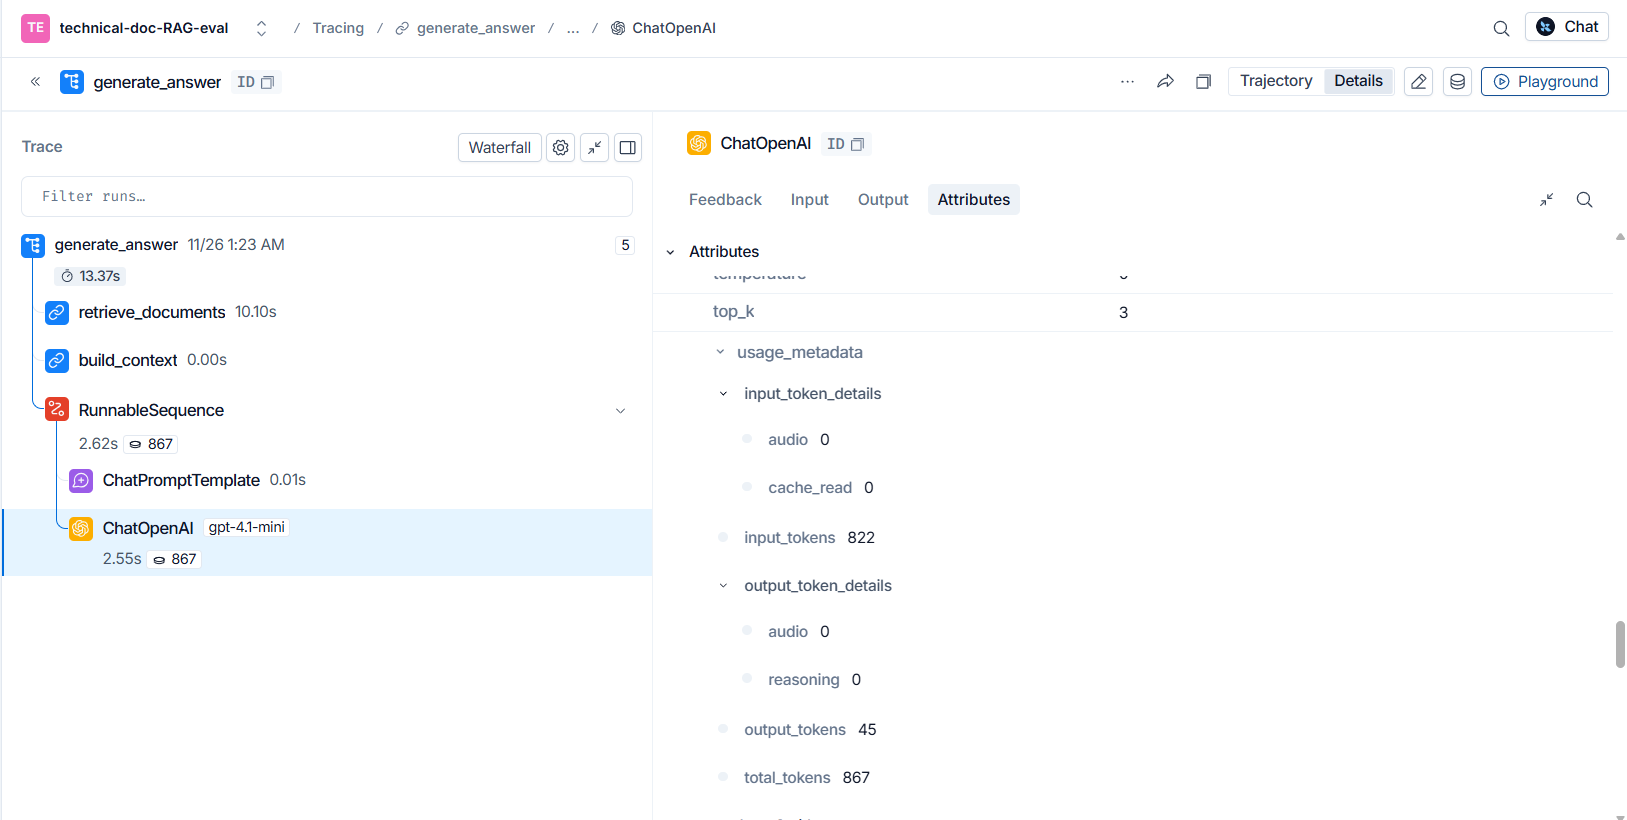 TE technical-doc-RAG-eval / Tracing / generate_answer / ... / ChatOpenAI Chat
generate_answer ID ... Trajectory Details Playground
Trace Waterfall
Filter runs…
generate_answer 11/26 1:23 AM 5
13.37s
retrieve_documents 10.10s
build_context 0.00s
RunnableSequence
2.62s 867
ChatPromptTemplate 0.01s
ChatOpenAI gpt-4.1-mini
2.55s 867
ChatOpenAI ID
Feedback Input Output Attributes
Attributes
temperature
top_k 3
usage_metadata
input_token_details
audio 0
cache_read 0
input_tokens 822
output_token_details
audio 0
reasoning 0
output_tokens 45
total_tokens 867